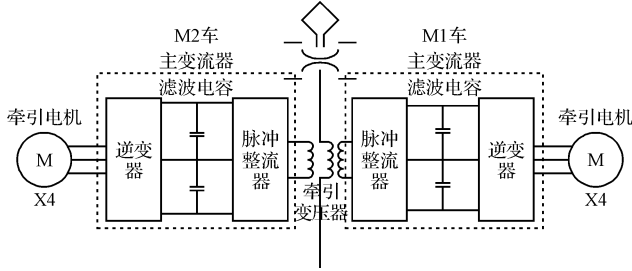 M2车
主变流器
滤波电容
牵引电机
M
X4
逆变
器
脉冲
整流
器
牵引
变压器
M1车
主变流器
滤波电容
脉冲
整流
器
逆变
器
牵引电机
M
X4